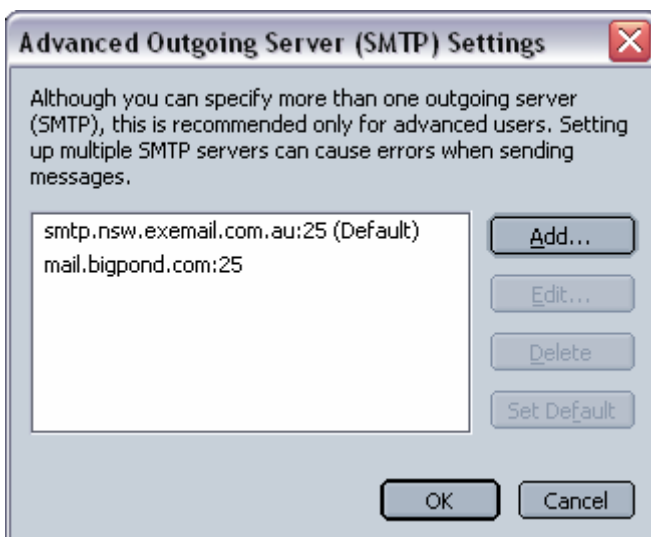 Advanced Outgoing Server (SMTP) Settings
Although you can specify more than one outgoing server
(SMTP), this is recommended only for advanced users. Setting
up multiple SMTP servers can cause errors when sending
messages.
smtp.nsw.exemail.com.au:25 (Default)
mail.bigpond.com:25
Add...
Edit...
Delete
Set Default
OK
Cancel